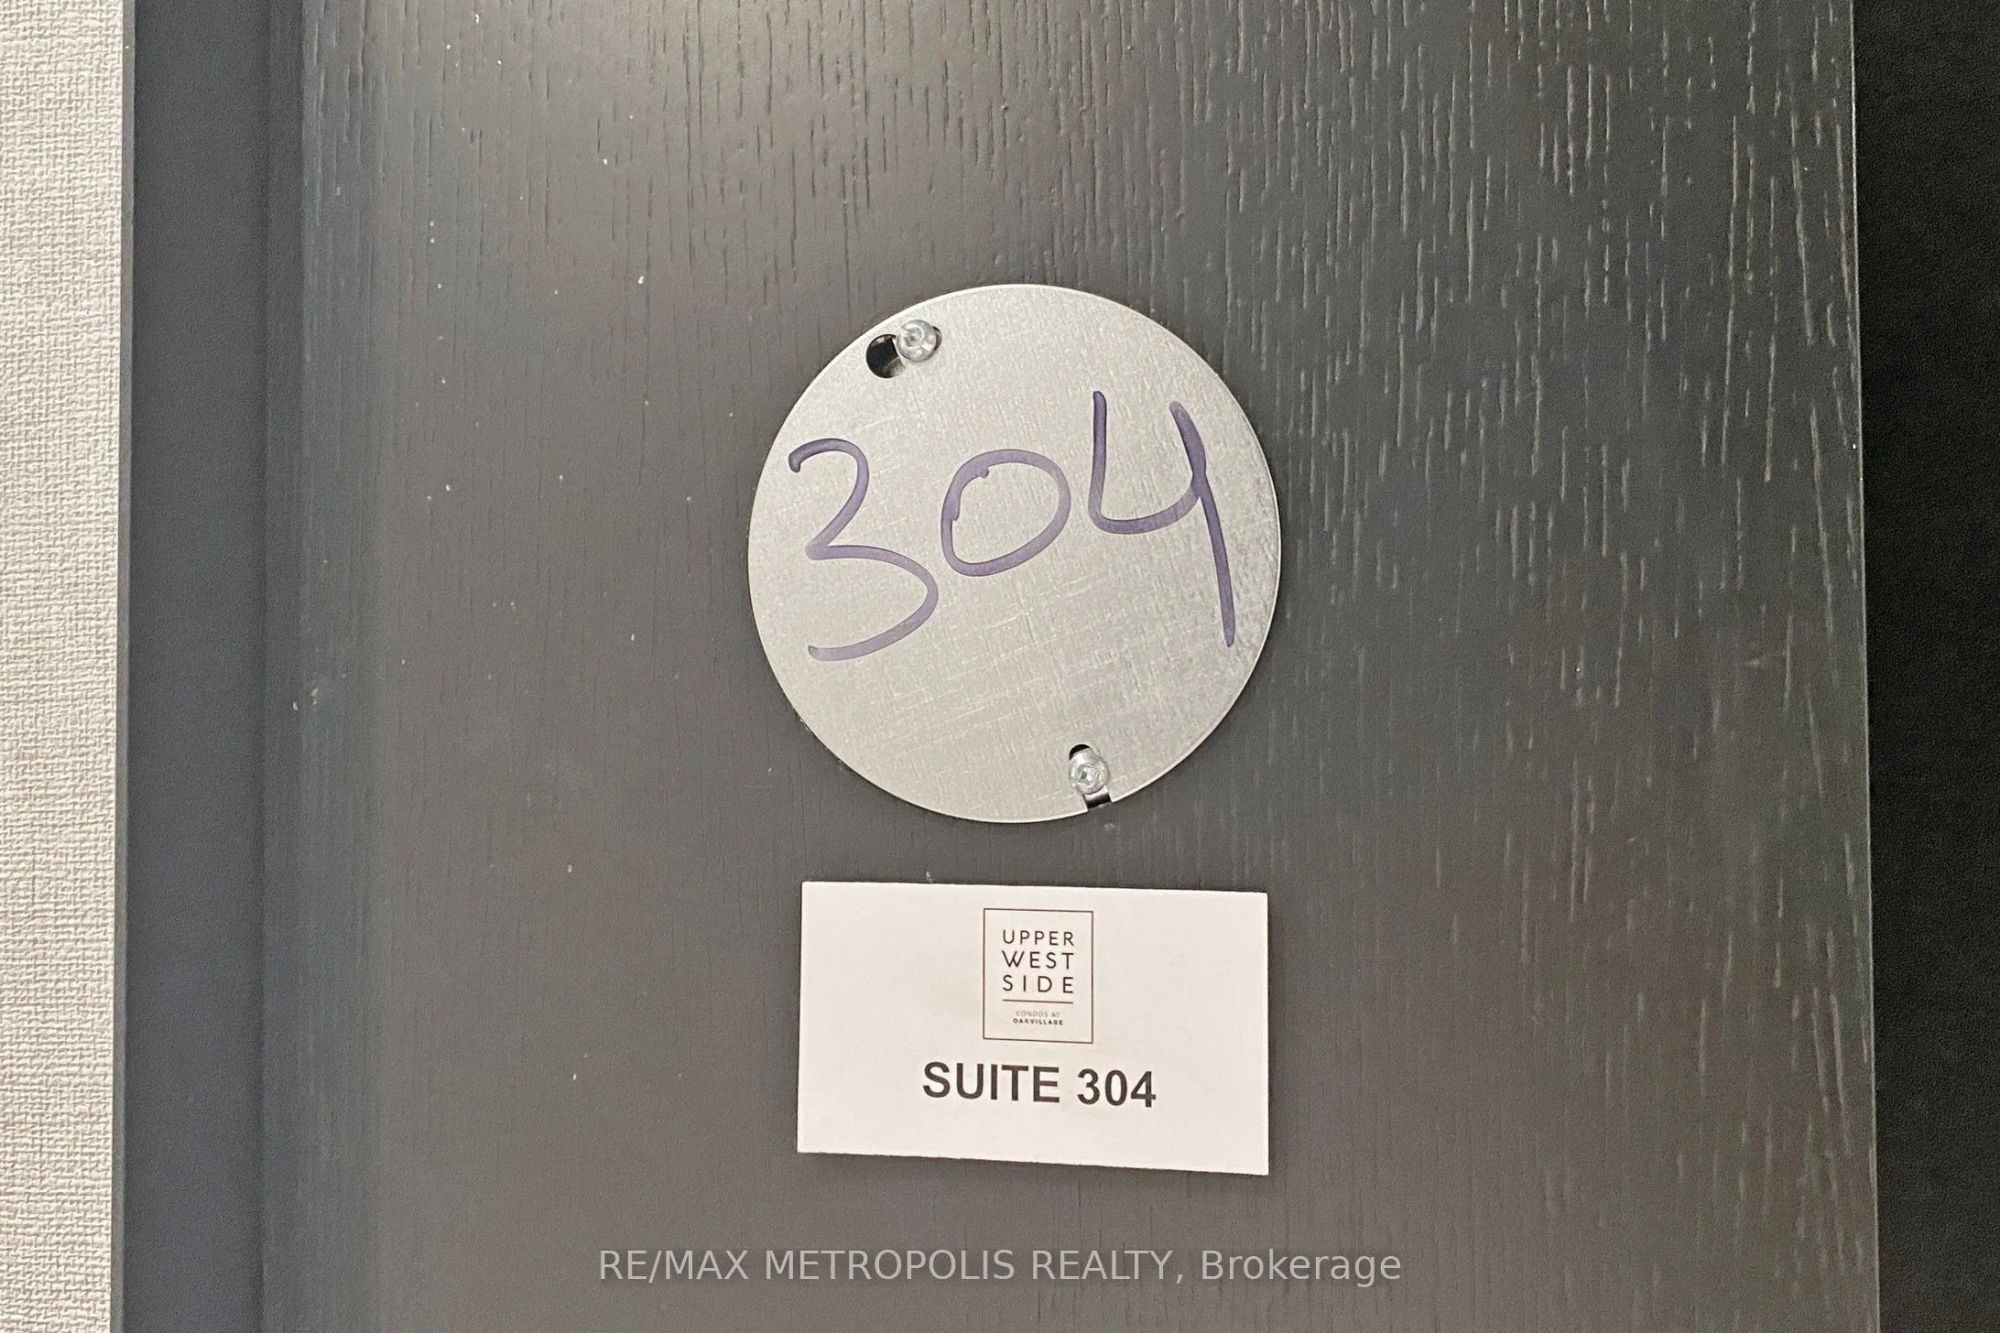 304
UPPER
WEST
SIDE
CONDOS AT
OAKVILLAGE
SUITE 304
RE/MAX METROPOLIS REALTY, Brokerage